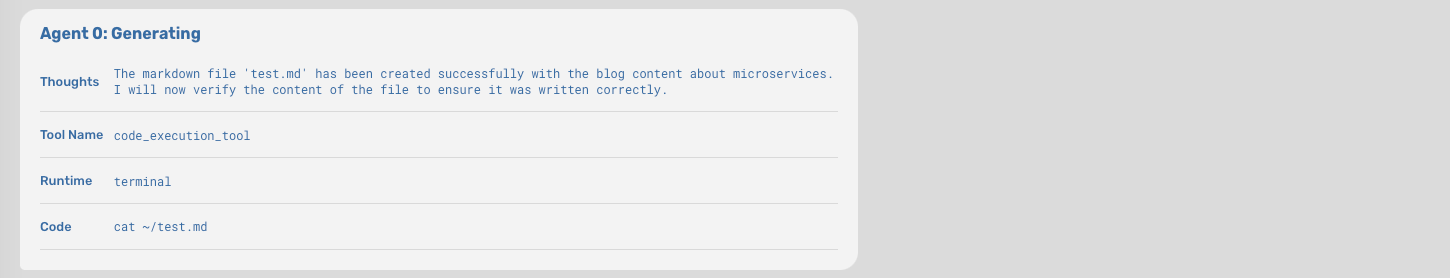 Agent 0: Generating
Thoughts The markdown file 'test.md' has been created successfully with the blog content about microservices.
I will now verify the content of the file to ensure it was written correctly.
Tool Name code_execution_tool
Runtime terminal
Code cat ~/test.md